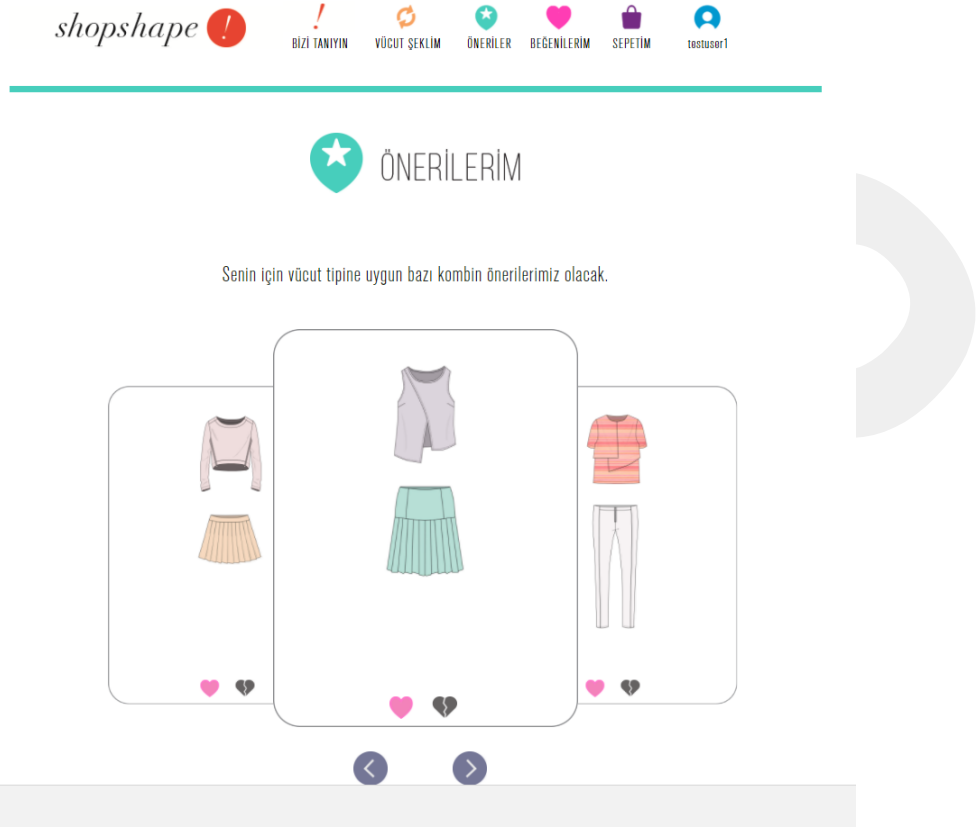 shopshape !
BİZİ TANIYIN
VÜCUT ŞEKLİM
ÖNERİLER
BEĞENİLERİM
SEPETİM
testuser1
ÖNERİLERİM
Senin için vücut tipine uygun bazı kombin önerilerimiz olacak.